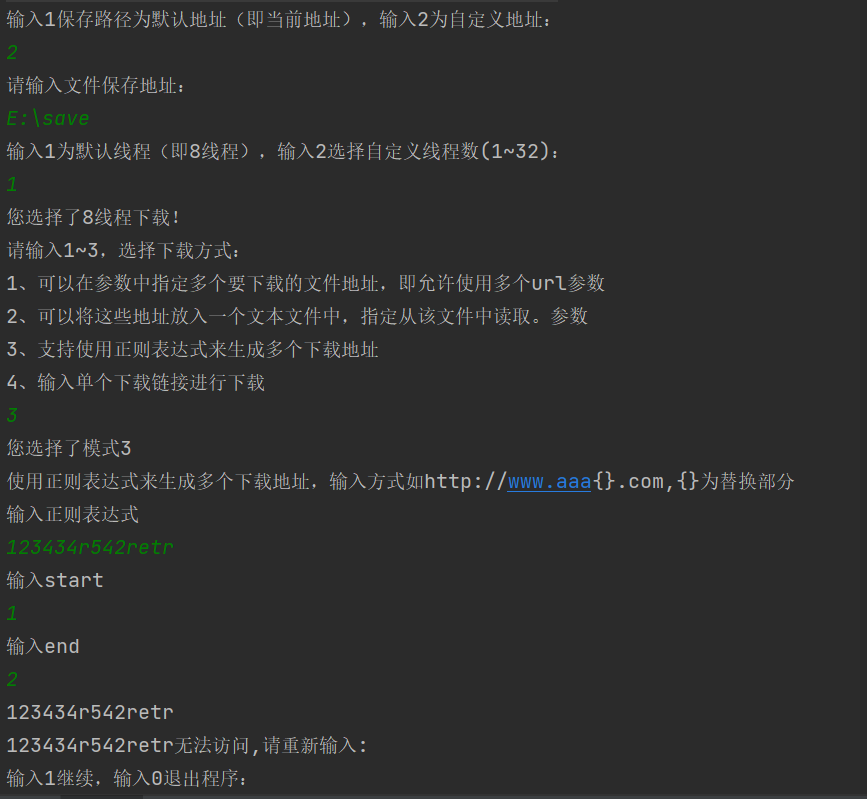 输入1保存路径为默认地址（即当前地址），输入2为自定义地址：
2
请输入文件保存地址：
E:\save
输入1为默认线程（即8线程），输入2选择自定义线程数(1~32)：
1
您选择了8线程下载！
请输入1~3，选择下载方式：
1、可以在参数中指定多个要下载的文件地址，即允许使用多个url参数
2、可以将这些地址放入一个文本文件中，指定从该文件中读取。参数
3、支持使用正则表达式来生成多个下载地址
4、输入单个下载链接进行下载
3
您选择了模式3
使用正则表达式来生成多个下载地址，输入方式如http://www.aaa{}.com,{}为替换部分
输入正则表达式
123434r542retr
输入start
1
输入end
2
123434r542retr
123434r542retr无法访问,请重新输入:
输入1继续，输入0退出程序：